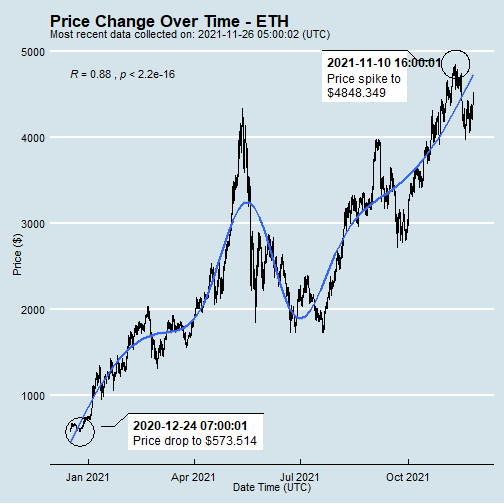 Price Change Over Time - ETH
Most recent data collected on: 2021-11-26 05:00:02 (UTC)
5000
4000
3000
2000
1000
Price ($)
R = 0.88 , p < 2.2e-16
2021-11-10 16:00:01
Price spike to
$4848.349
2020-12-24 07:00:01
Price drop to $573.514
Jan 2021
Apr 2021
Jul 2021
Oct 2021
Date Time (UTC)